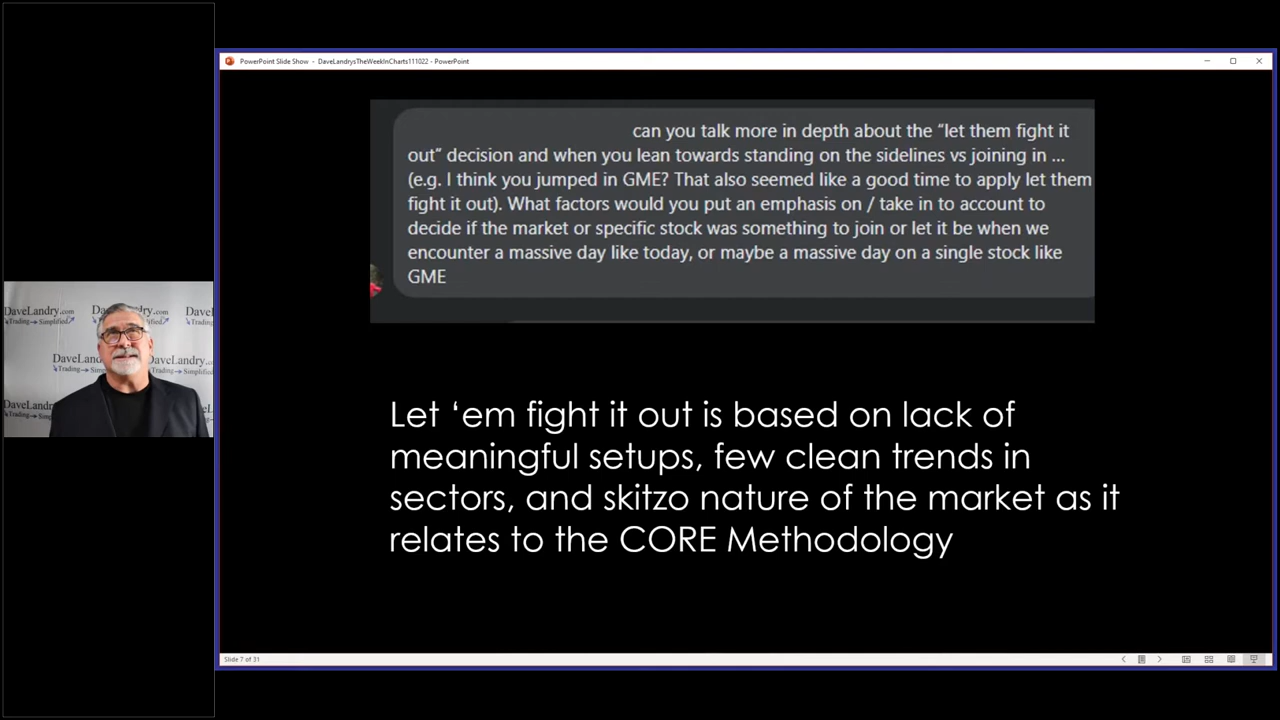 PowerPoint Slide Show - DaveLandrysTheWeekInCharts111022 - PowerPoint
can you talk more in depth about the “let them fight it
out” decision and when you lean towards standing on the sidelines vs joining in ...
(e.g. I think you jumped in GME? That also seemed like a good time to apply let them
fight it out). What factors would you put an emphasis on / take in to account to
decide if the market or specific stock was something to join or let it be when we
encounter a massive day like today, or maybe a massive day on a single stock like
GME
DaveLandry.com
Trading Simplified
Let ‘em fight it out is based on lack of
meaningful setups, few clean trends in
sectors, and skitzo nature of the market as it
relates to the CORE Methodology
Slide 7 of 31